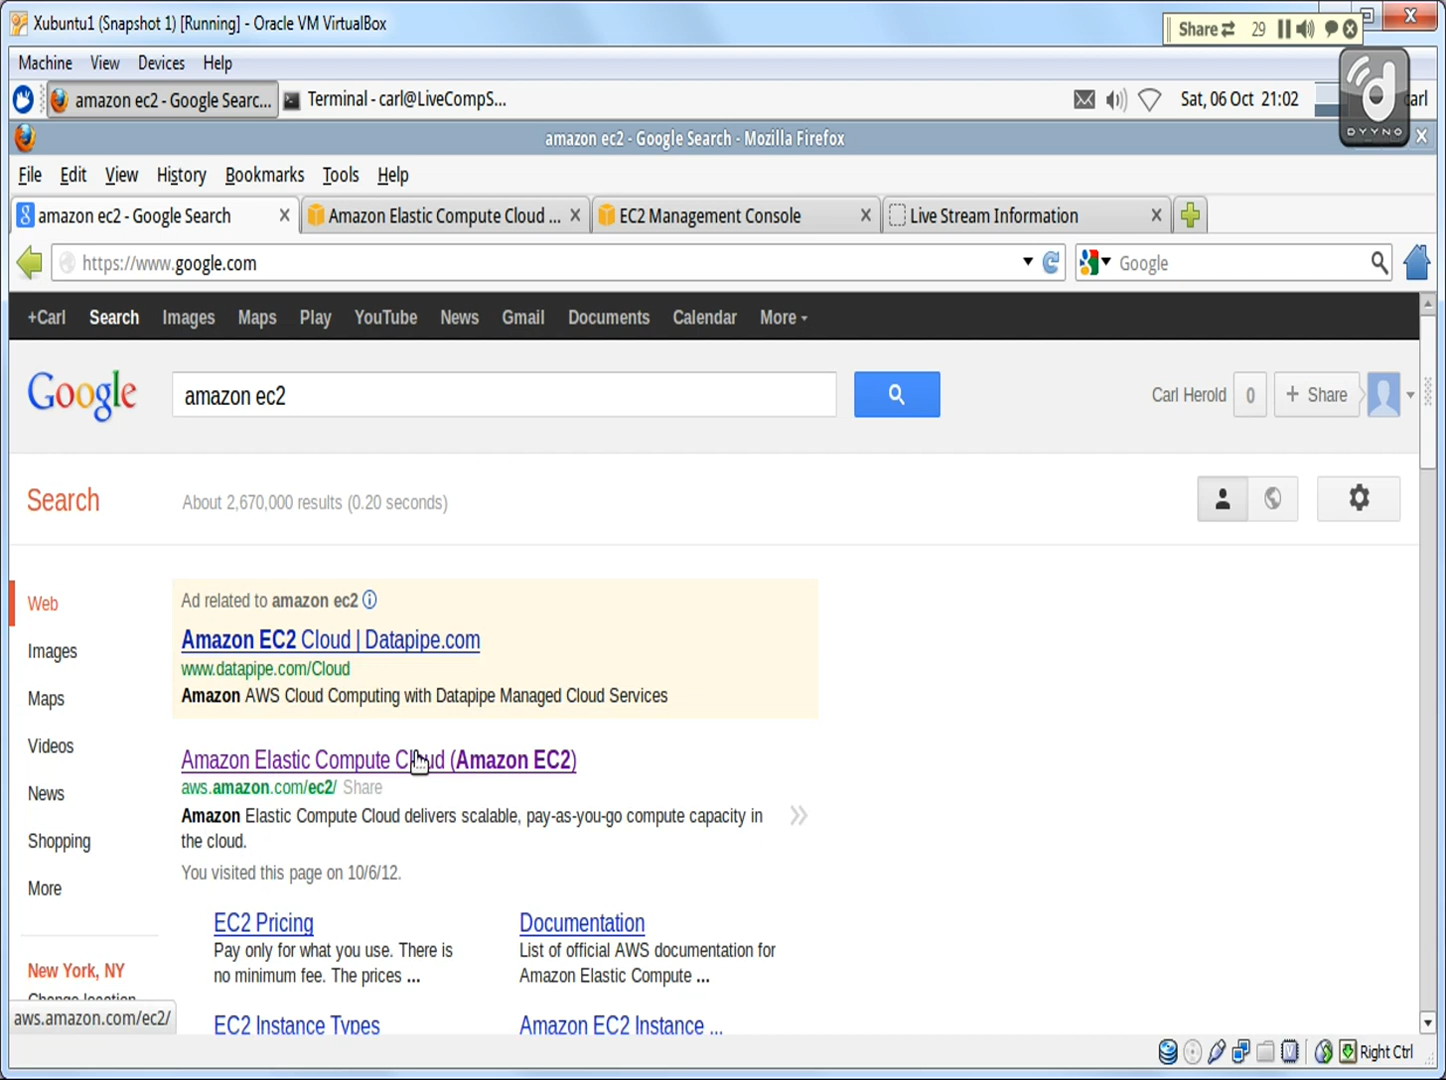 Xubuntu1 (Snapshot 1) [Running] - Oracle VM VirtualBox
Share 29
Machine View Devices Help
amazon ec2 - Google Searc... Terminal - carl@LiveCompS... Sat, 06 Oct 21:02 carl
DYYNO
amazon ec2 - Google Search - Mozilla Firefox
File Edit View History Bookmarks Tools Help
amazon ec2 - Google Search Amazon Elastic Compute Cloud ... EC2 Management Console Live Stream Information
https://www.google.com Google
+Carl Search Images Maps Play YouTube News Gmail Documents Calendar More
Google amazon ec2 Carl Herold 0 + Share
Search About 2,670,000 results (0.20 seconds)
Web
Images
Maps
Videos
News
Shopping
More
New York, NY
Change location
Ad related to amazon ec2
Amazon EC2 Cloud | Datapipe.com
www.datapipe.com/Cloud
Amazon AWS Cloud Computing with Datapipe Managed Cloud Services
Amazon Elastic Compute Cloud (Amazon EC2)
aws.amazon.com/ec2/ Share
Amazon Elastic Compute Cloud delivers scalable, pay-as-you-go compute capacity in
the cloud.
You visited this page on 10/6/12.
EC2 Pricing
Pay only for what you use. There is
no minimum fee. The prices ...
Documentation
List of official AWS documentation for
Amazon Elastic Compute ...
EC2 Instance Types
Amazon EC2 Instance ...
aws.amazon.com/ec2/
Right Ctrl